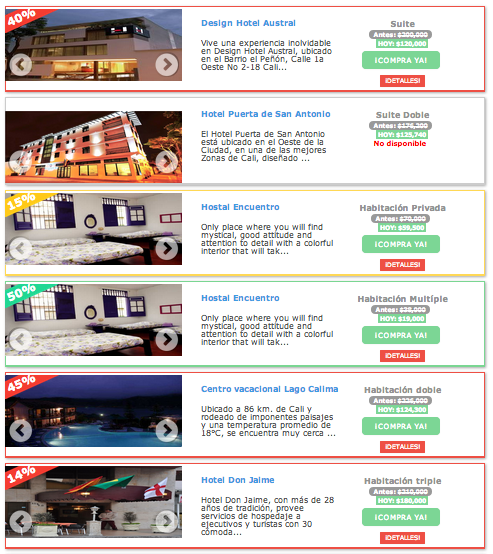 40%
Design Hotel Austral
Vive una experiencia inolvidable
en Design Hotel Austral, ubicado
en el Barrio el Peñón, Calle 1a
Oeste No 2-18 Cali...
Suite
Antes: $200,000
HOY: $120,000
¡COMPRA YA!
¡DETALLES!
Hotel Puerta de San Antonio
El Hotel Puerta de San Antonio
está ubicado en el Oeste de la
Ciudad, en una de las mejores
Zonas de Cali, diseñado ...
Suite Doble
Antes:
HOY: $125,740
No disponible
15%
Hostal Encuentro
Only place where you will find
mystical, good attitude and
attention to detail with a colorful
interior that will tak...
Habitación Privada
Antes: $70,000
HOY: $59,500
¡COMPRA YA!
¡DETALLES!
50%
Hostal Encuentro
Only place where you will find
mystical, good attitude and
attention to detail with a colorful
interior that will tak...
Habitación Multíple
Antes: $38,000
HOY: $19,000
¡COMPRA YA!
¡DETALLES!
45%
Centro vacacional Lago Calima
Ubicado a 86 km. de Cali y
rodeado de imponentes paisajes
y una temperatura promedio de
18ºC, se encuentra muy cerca ...
Habitación doble
Antes: $226,000
HOY: $124,300
¡COMPRA YA!
¡DETALLES!
14%
Hotel Don Jaime
Hotel Don Jaime, con más de 28
años de tradición, provee
servicios de hospedaje a
ejecutivos y turistas con 30
cómoda...
Habitación triple
Antes: $210,000
HOY: $180,000
¡COMPRA YA!
¡DETALLES!